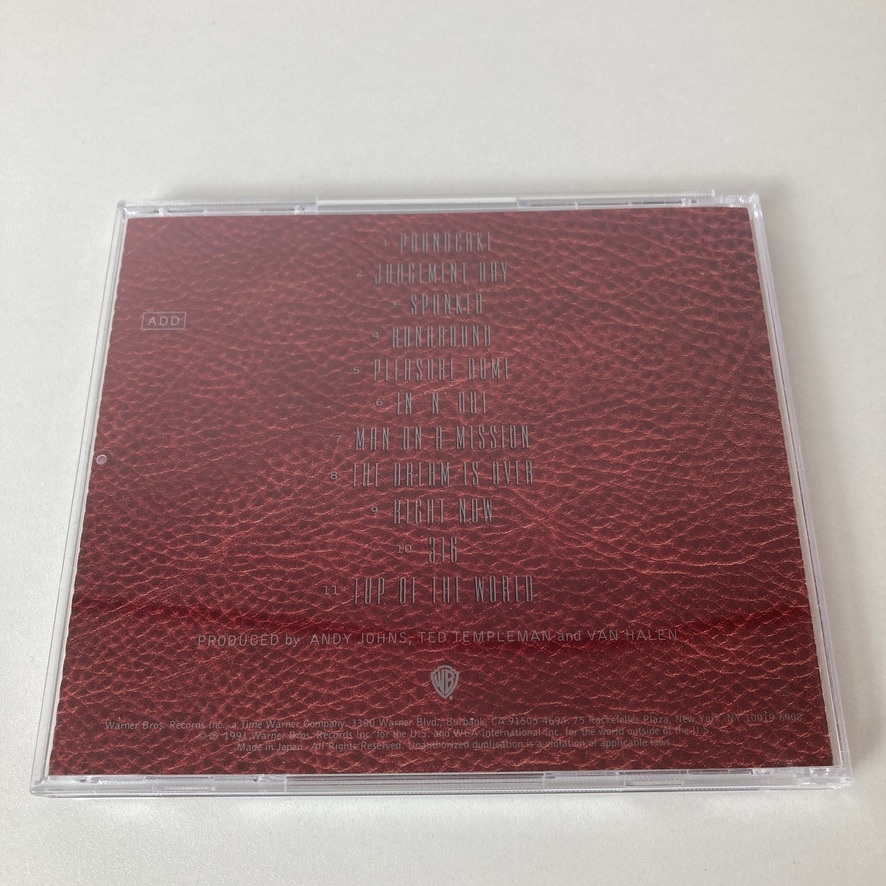 1 POUNDCAKE
2 JUDGEMENT DAY
3 SPANKED
ADD
4 RUNAROUND
5 PLEASURE DOME
6 IN 'N' OUT
7 MAN ON A MISSION
8 THE DREAM IS OVER
9 RIGHT NOW
10 316
11 TOP OF THE WORLD
PRODUCED by ANDY JOHNS, TED TEMPLEMAN and VAN HALEN
WB
Warner Bros. Records Inc., a Time Warner Company, 3300 Warner Blvd., Burbank, CA 91505-4694, 75 Rockefeller Plaza, New York, NY 10019-6908
© ℗ 1991 Warner Bros. Records Inc. for the U.S. and WEA International Inc. for the world outside of the U.S.
Made in Japan. All Rights Reserved. Unauthorized duplication is a violation of applicable laws.